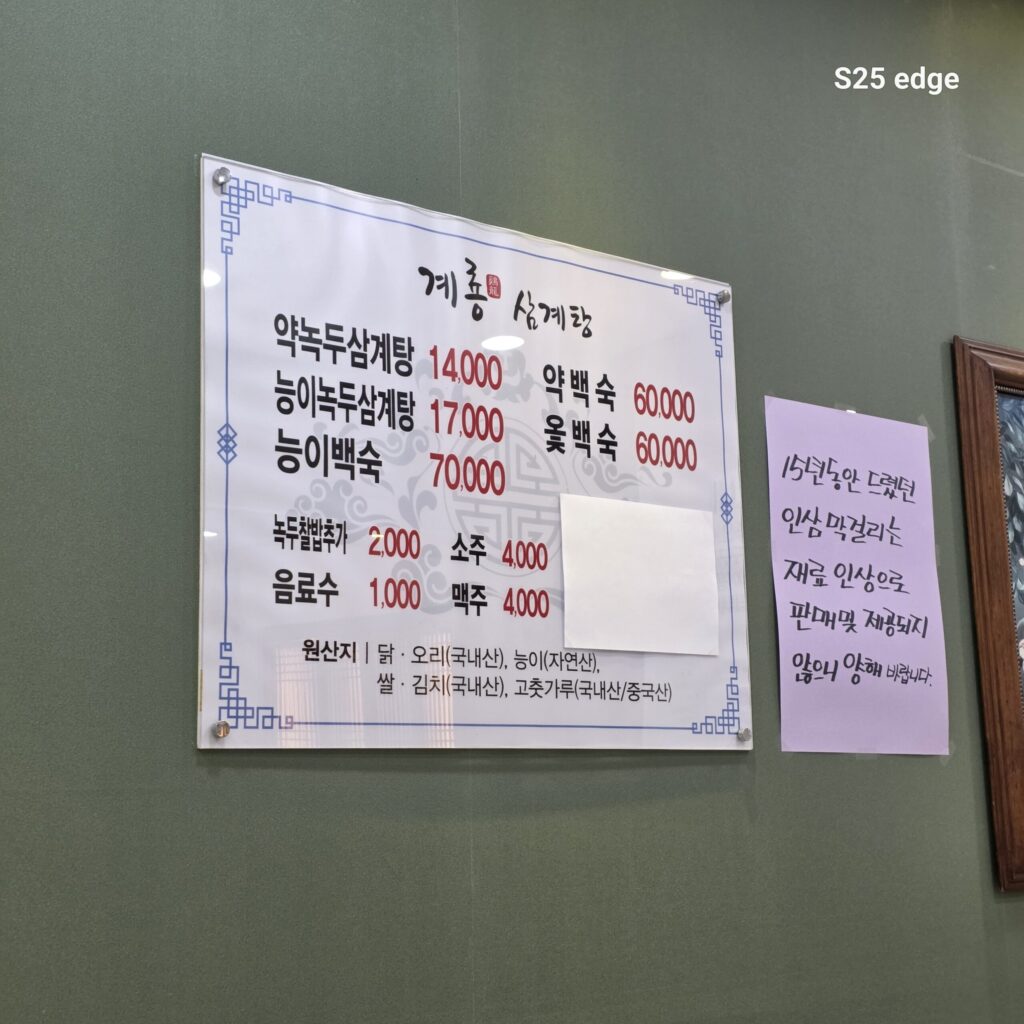 S25 edge
계룡 삼계탕
약녹두삼계탕 14,000
능이녹두삼계탕 17,000
능이백숙 70,000
약백숙 60,000
옻백숙 60,000
녹두찰밥추가 2,000 소주 4,000
음료수 1,000 맥주 4,000
원산지 | 닭 · 오리(국내산), 능이(자연산),
쌀 · 김치(국내산), 고춧가루(국내산/중국산)
15년동안 드렸던
인삼막걸리는
재료 인상으로
판매및 제공되지
않으니 양해 바랍니다.